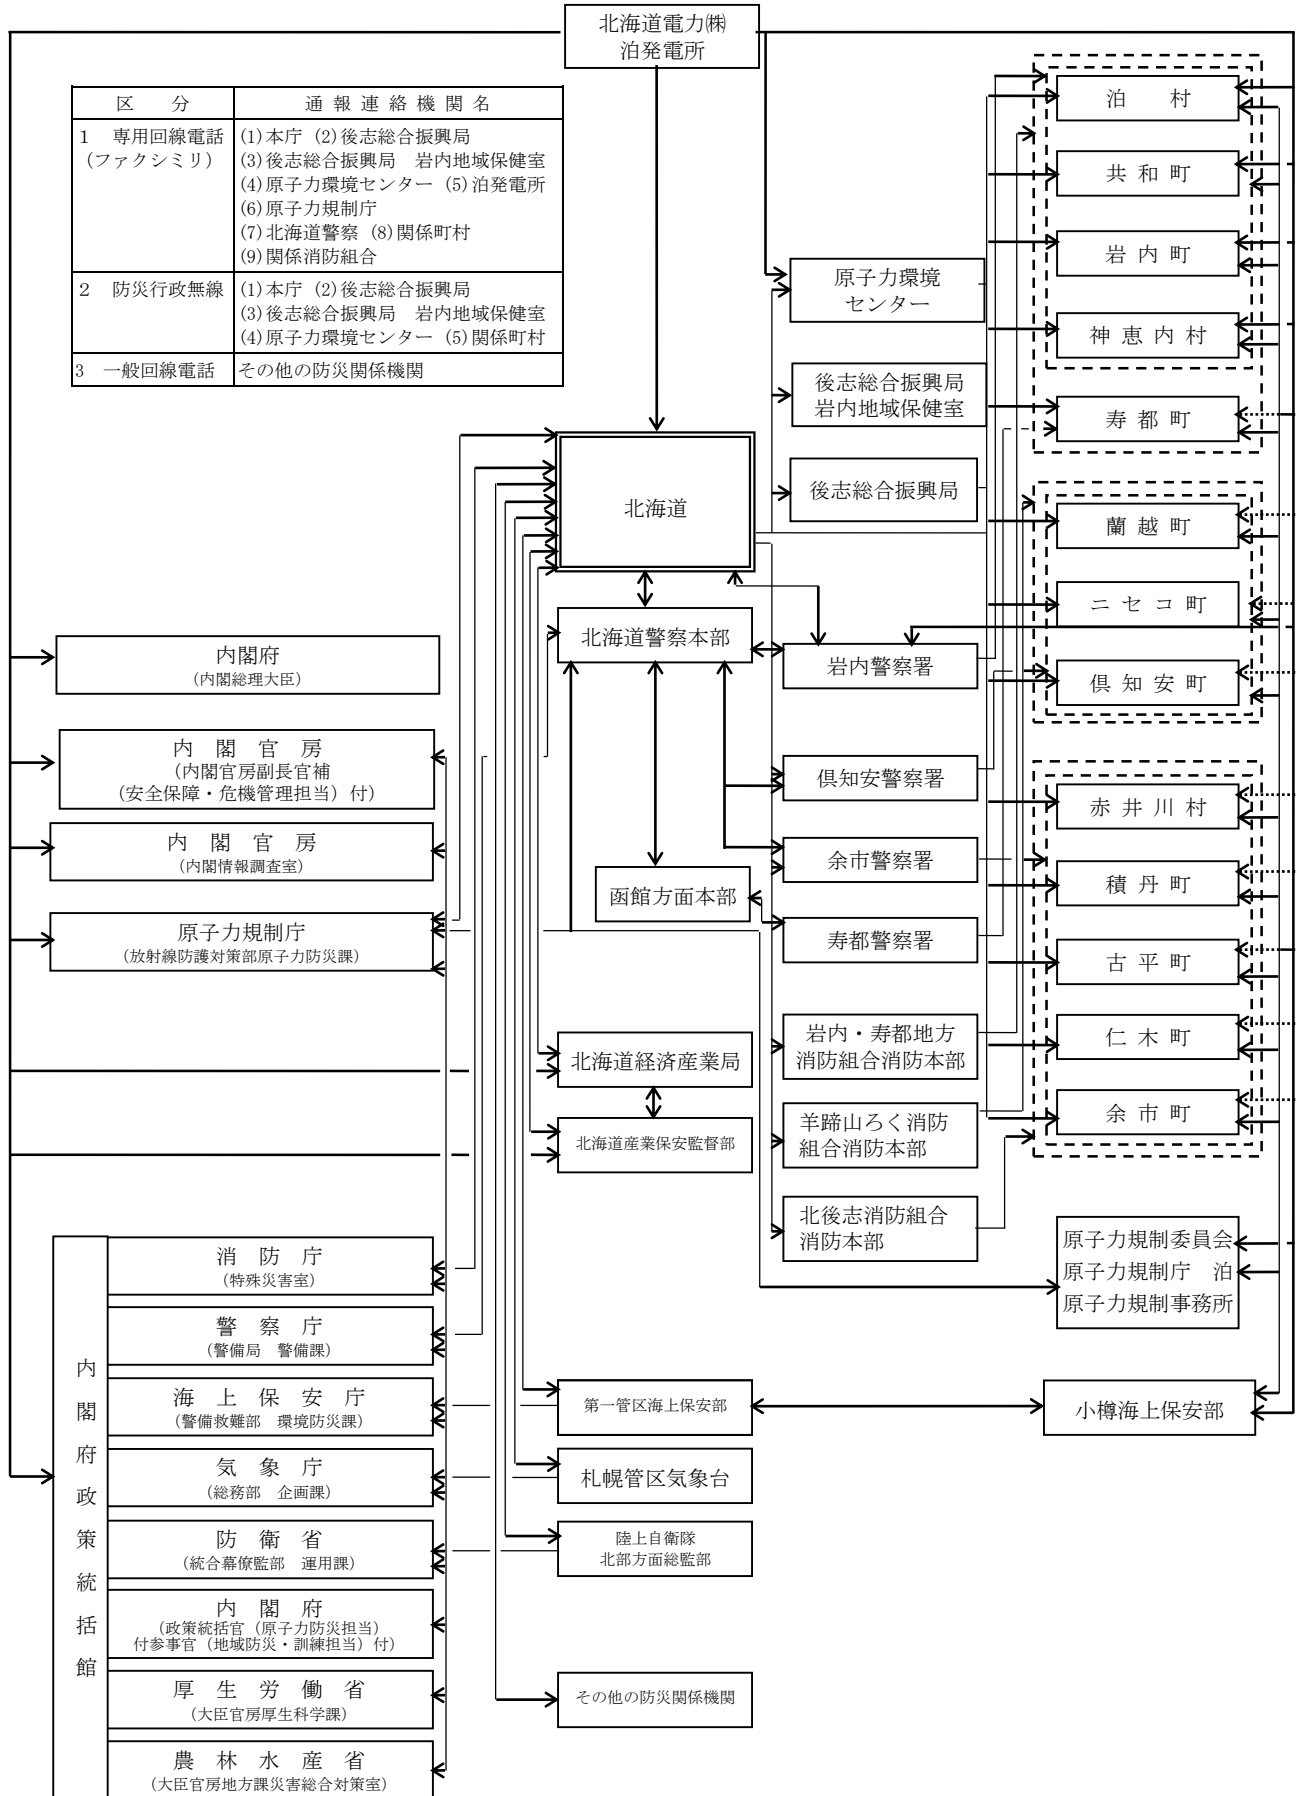 北海道電力㈱
泊発電所
区　分　通報連絡機関名
1　専用回線電話
(ファクシミリ)
(1)本庁 (2)後志総合振興局
(3)後志総合振興局　岩内地域保健室
(4)原子力環境センター (5)泊発電所
(6)原子力規制庁
(7)北海道警察 (8)関係町村
(9)関係消防組合
2　防災行政無線
(1)本庁 (2)後志総合振興局
(3)後志総合振興局　岩内地域保健室
(4)原子力環境センター (5)関係町村
3　一般回線電話　その他の防災関係機関
北海道
北海道警察本部
函館方面本部
北海道経済産業局
北海道産業保安監督部
第一管区海上保安部
札幌管区気象台
陸上自衛隊
北部方面総監部
その他の防災関係機関
内閣府
(内閣総理大臣)
内　閣　官　房
(内閣官房副長官補
(安全保障・危機管理担当）付)
内　閣　官　房
(内閣情報調査室)
原子力規制庁
(放射線防護対策部原子力防災課)
内閣府政策統括館
消　防　庁
(特殊災害室)
警　察　庁
(警備局　警備課)
海　上　保　安　庁
(警備救難部　環境防災課)
気　象　庁
(総務部　企画課)
防　衛　省
(統合幕僚監部　運用課)
内　閣　府
(政策統括官（原子力防災担当)
付参事官（地域防災・訓練担当）付)
厚　生　労　働　省
(大臣官房厚生科学課)
農　林　水　産　省
(大臣官房地方課災害総合対策室)
原子力環境
センター
後志総合振興局
岩内地域保健室
後志総合振興局
岩内警察署
倶知安警察署
余市警察署
寿都警察署
岩内・寿都地方
消防組合消防本部
羊蹄山ろく消防
組合消防本部
北後志消防組合
消防本部
泊　村
共和町
岩内町
神恵内村
寿都町
蘭越町
ニセコ町
倶知安町
赤井川村
積丹町
古平町
仁木町
余市町
原子力規制委員会
原子力規制庁　泊
原子力規制事務所
小樽海上保安部